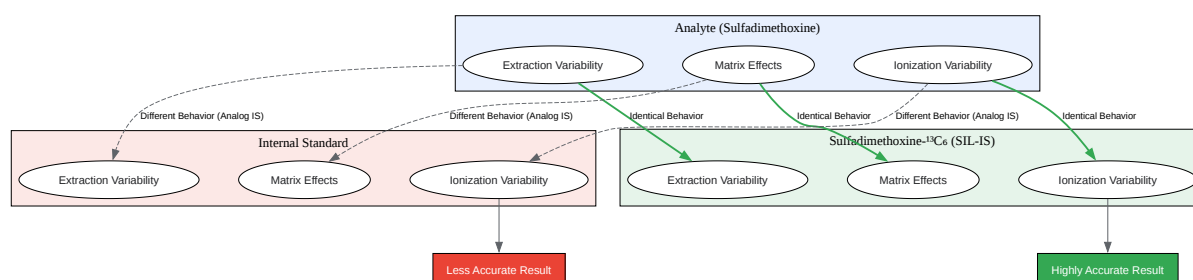 Analyte (Sulfadimethoxine)
Extraction Variability
Matrix Effects
Ionization Variability
Different Behavior (Analog IS)
Different Behavior (Analog IS)
Identical Behavior
Identical Behavior
Different Behavior (Analog IS)
Identical Behavior
Internal Standard
Extraction Variability
Matrix Effects
Ionization Variability
Sulfadimethoxine-¹³C₆ (SIL-IS)
Extraction Variability
Matrix Effects
Ionization Variability
Less Accurate Result
Highly Accurate Result